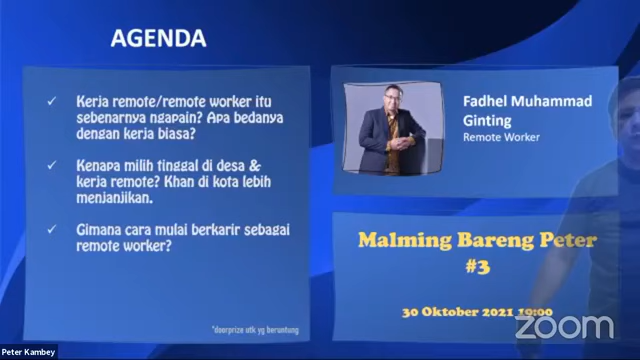 AGENDA
✓ Kerja remote/remote worker itu
sebenarnya ngapain? Apa bedanya
dengan kerja biasa?
✓ Kenapa milih tinggal di desa &
kerja remote? Khan di kota lebih
menjanjikan.
✓ Gimana cara mulai berkarir sebagai
remote worker?
*doorprize utk yg beruntung
Fadhel Muhammad
Ginting
Remote Worker
Malming Bareng Peter
#3
30 Oktober 2021 19:00
zoom
Peter Kambey